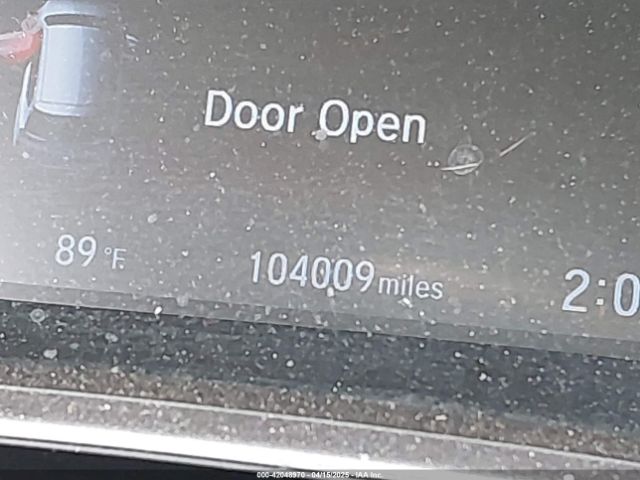 Door Open
89 °F 104009 miles 2:0
000-42048970 - 04/15/2025 - IAA Inc.